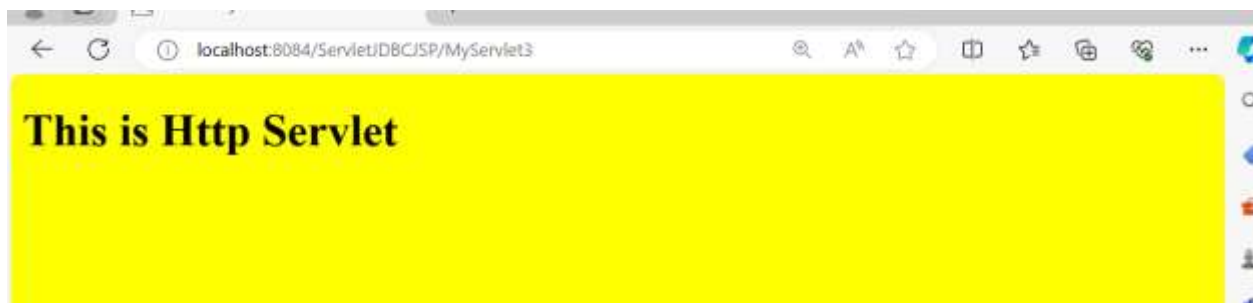 localhost:8084/ServletJDBCJSP/MyServlet3
This is Http Servlet